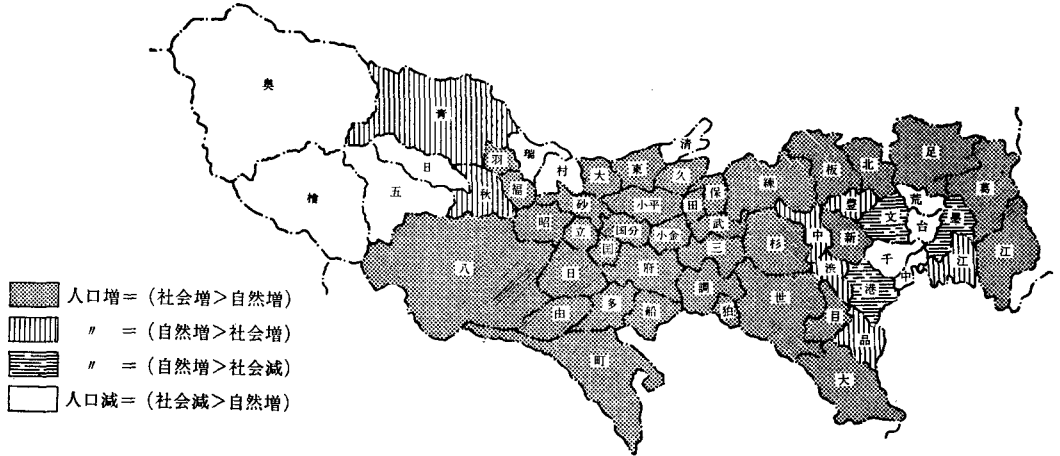 奥
青
檜
五
日
羽
瑞
村
秋
福
大
東
清
久
保
昭
砂
小平
田
立
国分
小金
武
国
三
八
日
府
調
由
多
船
狛
町
練
板
北
足
葛
荒
豊
文
台
墨
中
新
杉
千
中
江
江
渋
港
世
目
品
大
人口増=(社会増>自然増)
〃 =(自然増>社会増)
〃 =(自然増>社会減)
人口減=(社会減>自然増)